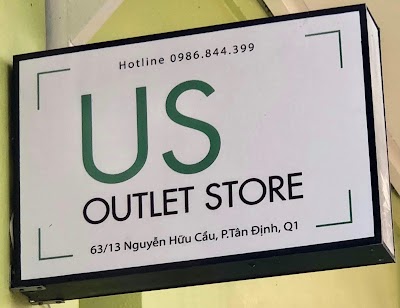 Hotline 0986.844.399
US
OUTLET STORE
63/13 Nguyễn Hữu Cầu, P.Tân Định, Q1